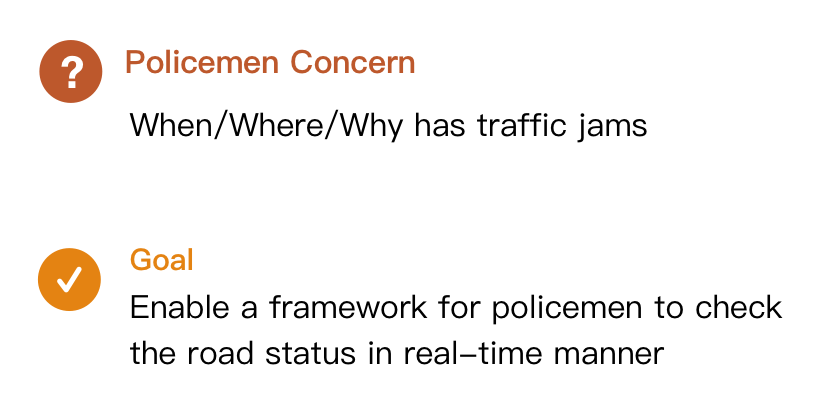 ?
Policemen Concern
When/Where/Why has traffic jams
Goal
Enable a framework for policemen to check
the road status in real–time manner